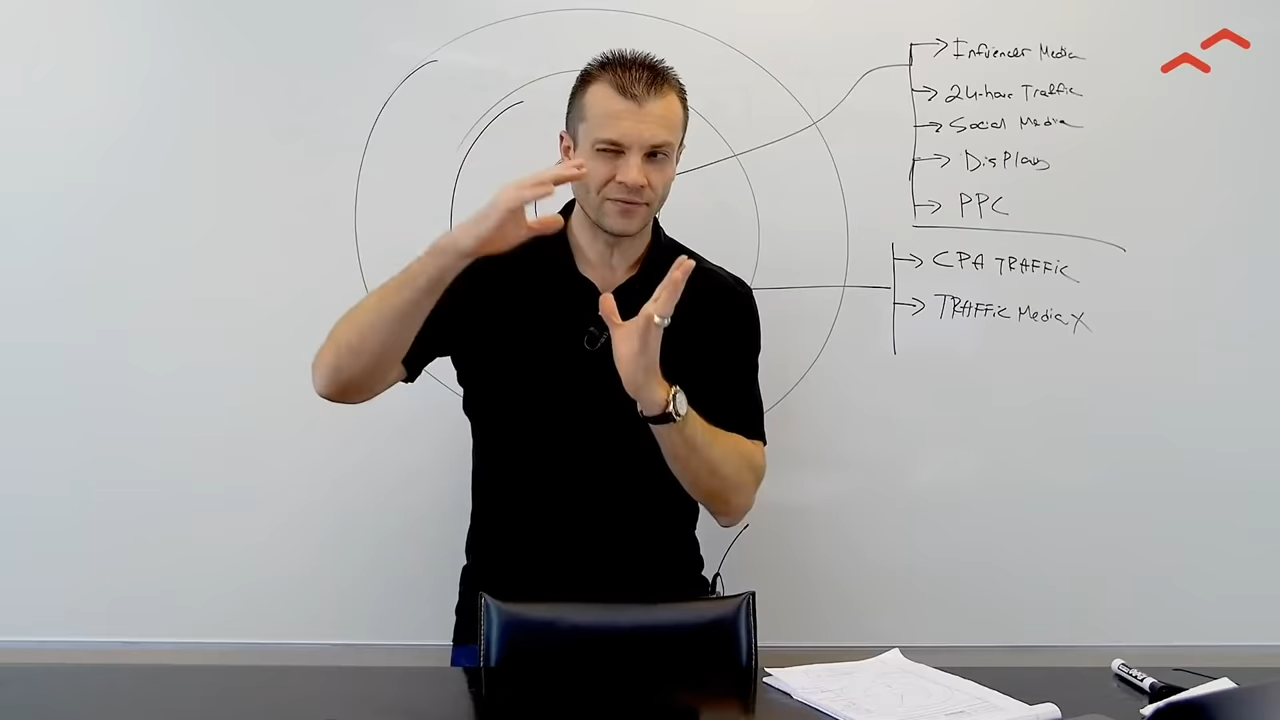 Influencer Media
24-hour Traffic
Social Media
Display
PPC
CPA TRAFFiC
TRAFFiC Media X